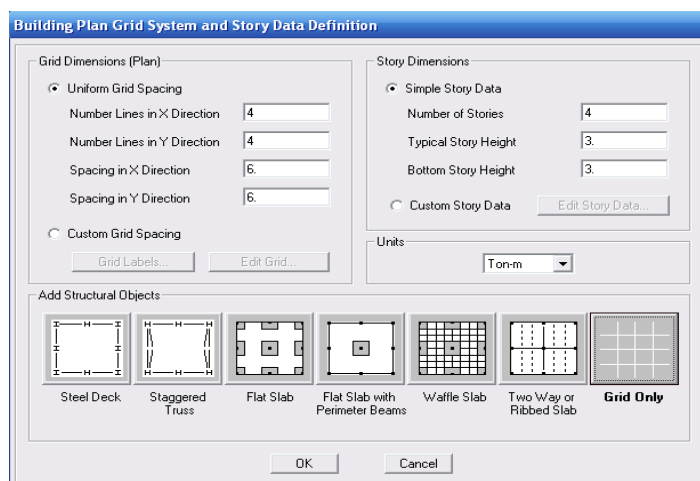 Building Plan Grid System and Story Data Definition
Grid Dimensions (Plan)
Uniform Grid Spacing
Number Lines in X Direction 4
Number Lines in Y Direction 4
Spacing in X Direction 6.
Spacing in Y Direction 6.
Custom Grid Spacing
Grid Labels... Edit Grid...
Story Dimensions
Simple Story Data
Number of Stories 4
Typical Story Height 3.
Bottom Story Height 3.
Custom Story Data Edit Story Data...
Units
Ton-m
Add Structural Objects
Steel Deck
Staggered
Truss
Flat Slab
Flat Slab with
Perimeter Beams
Waffle Slab
Two Way or
Ribbed Slab
Grid Only
OK Cancel